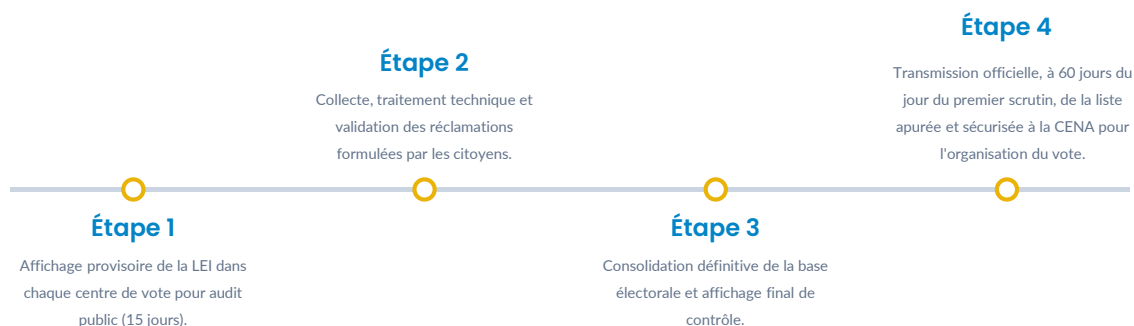 Étape 1
Affichage provisoire de la LEI dans
chaque centre de vote pour audit
public (15 jours).
Étape 2
Collecte, traitement technique et
validation des réclamations
formulées par les citoyens.
Étape 3
Consolidation définitive de la base
électorale et affichage final de
contrôle.
Étape 4
Transmission officielle, à 60 jours du
jour du premier scrutin, de la liste
apurée et sécurisée à la CENA pour
l'organisation du vote.